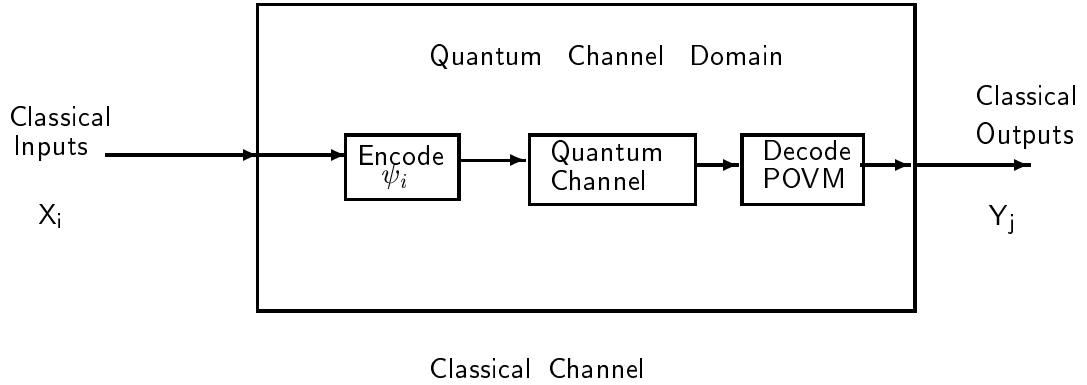 Quantum Channel Domain
Classical
Inputs
X_i
Encode
ψ_i
Quantum
Channel
Decode
POVM
Classical
Outputs
Y_j
Classical Channel